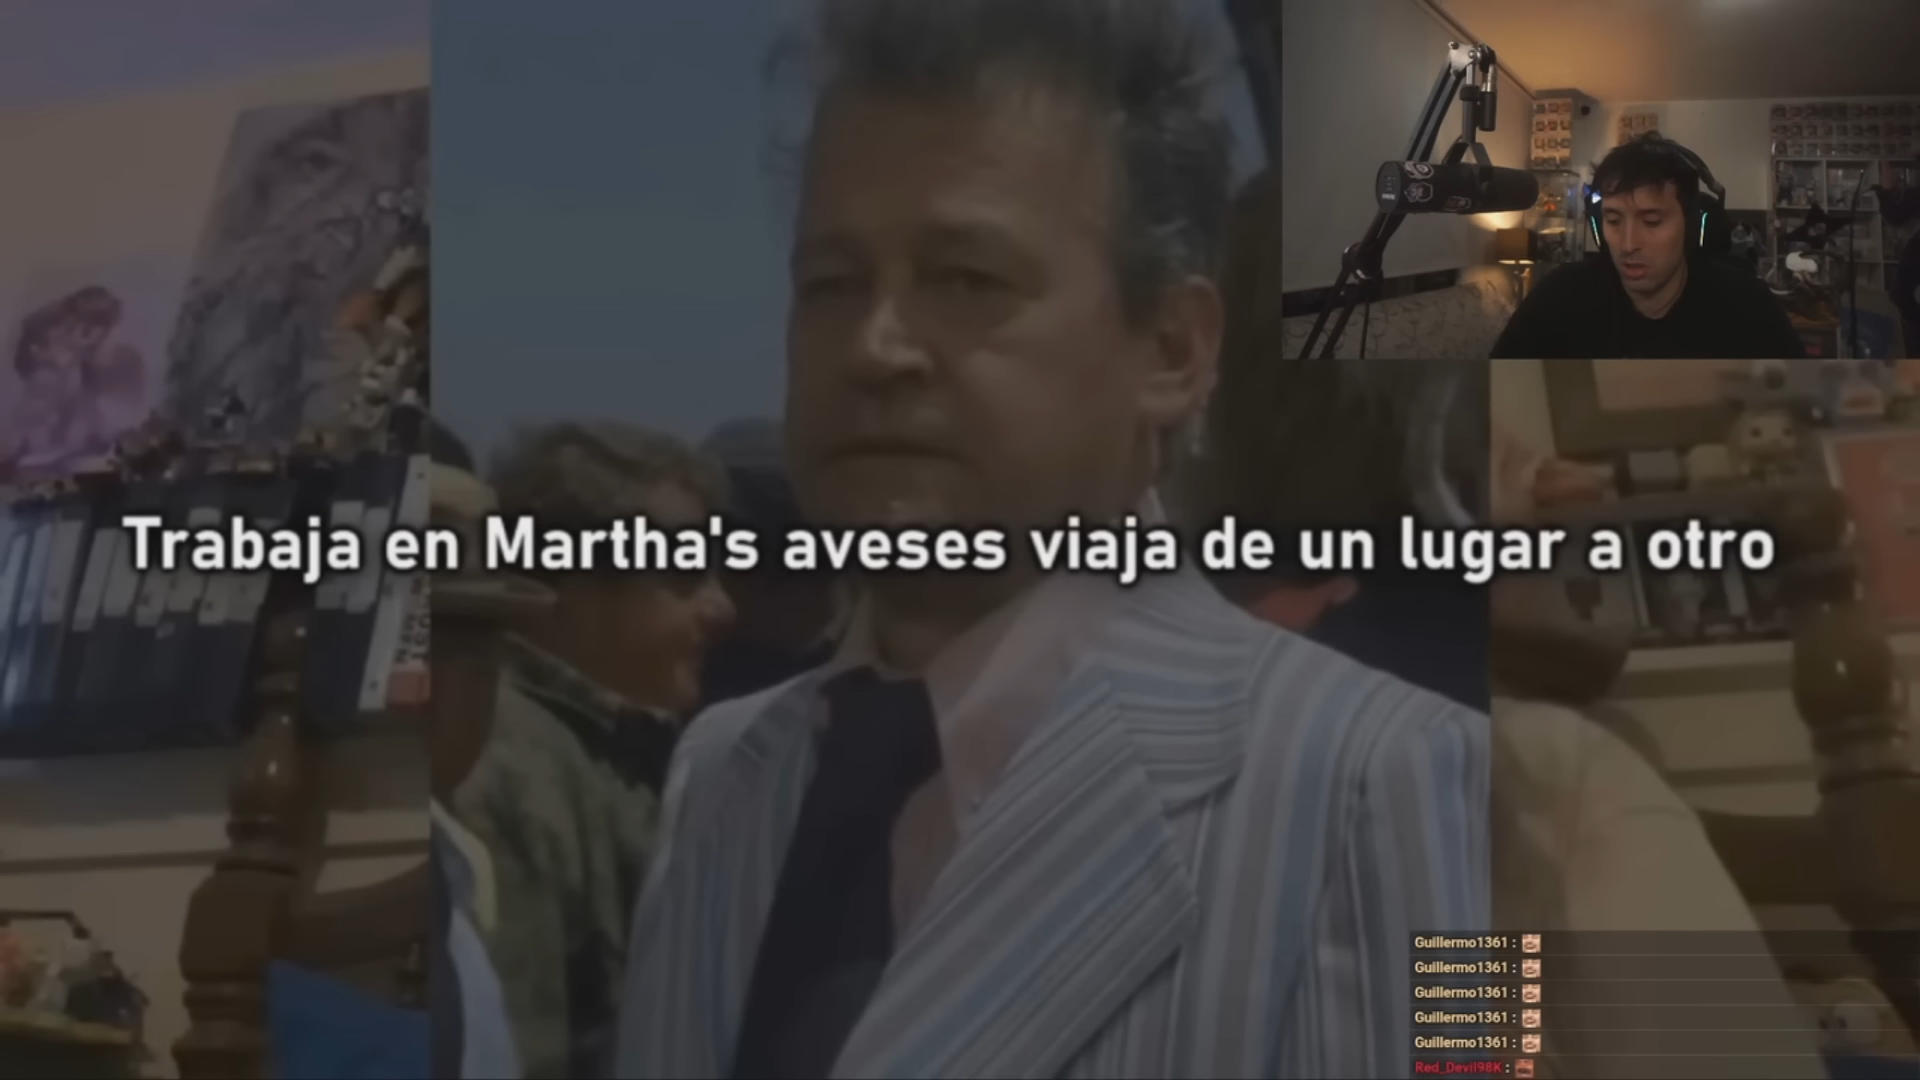 Trabaja en Martha's aveses viaja de un lugar a otro
Guillermo1361 :
Guillermo1361 :
Guillermo1361 :
Guillermo1361 :
Guillermo1361 :
Red_Devil98K :